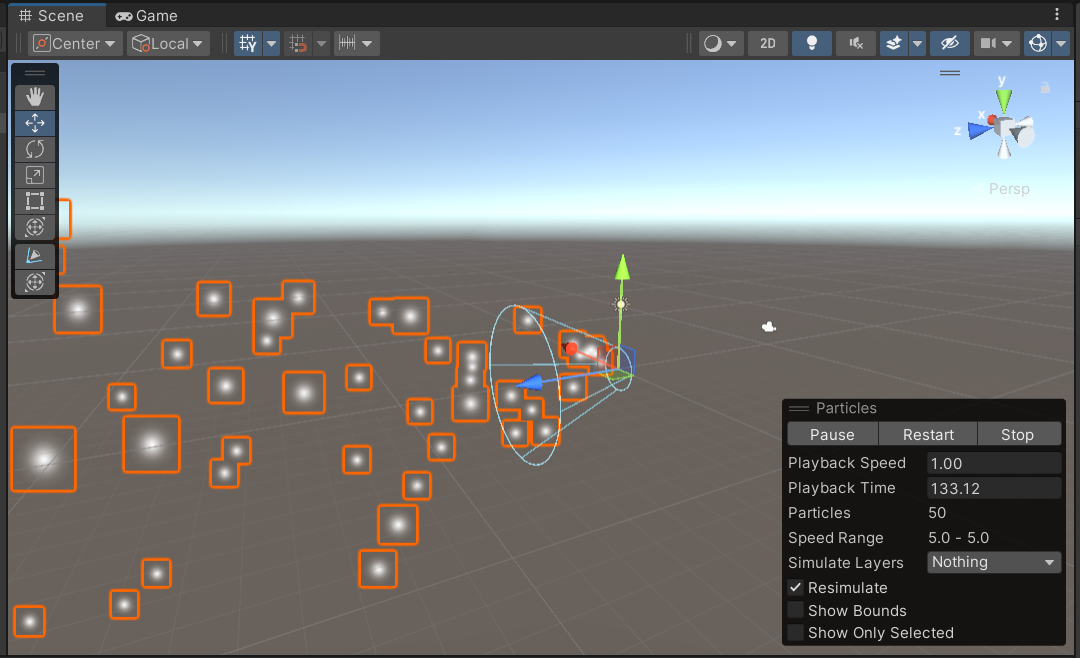 Scene Game
Center Local 2D
y
x
z
Persp
Particles
Pause Restart Stop
Playback Speed 1.00
Playback Time 133.12
Particles 50
Speed Range 5.0 - 5.0
Simulate Layers Nothing
Resimulate
Show Bounds
Show Only Selected